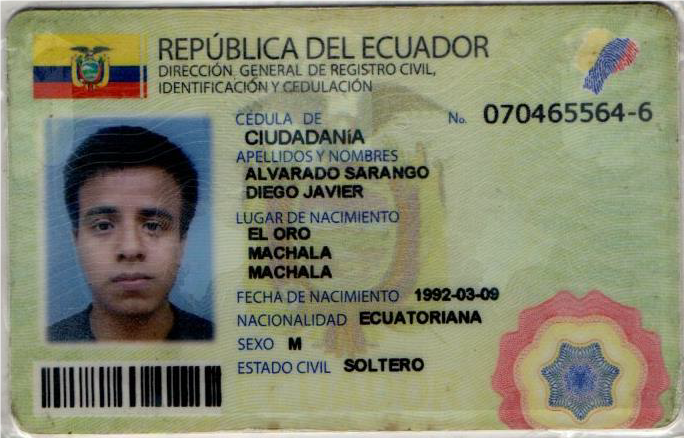 REPÚBLICA DEL ECUADOR
DIRECCIÓN GENERAL DE REGISTRO CIVIL,
IDENTIFICACIÓN Y CEDULACIÓN
CÉDULA DE No. 070465564-6
CIUDADANíA
APELLIDOS Y NOMBRES
ALVARADO SARANGO
DIEGO JAVIER
LUGAR DE NACIMIENTO
EL ORO
MACHALA
MACHALA
FECHA DE NACIMIENTO 1992-03-09
NACIONALIDAD ECUATORIANA
SEXO M
ESTADO CIVIL SOLTERO